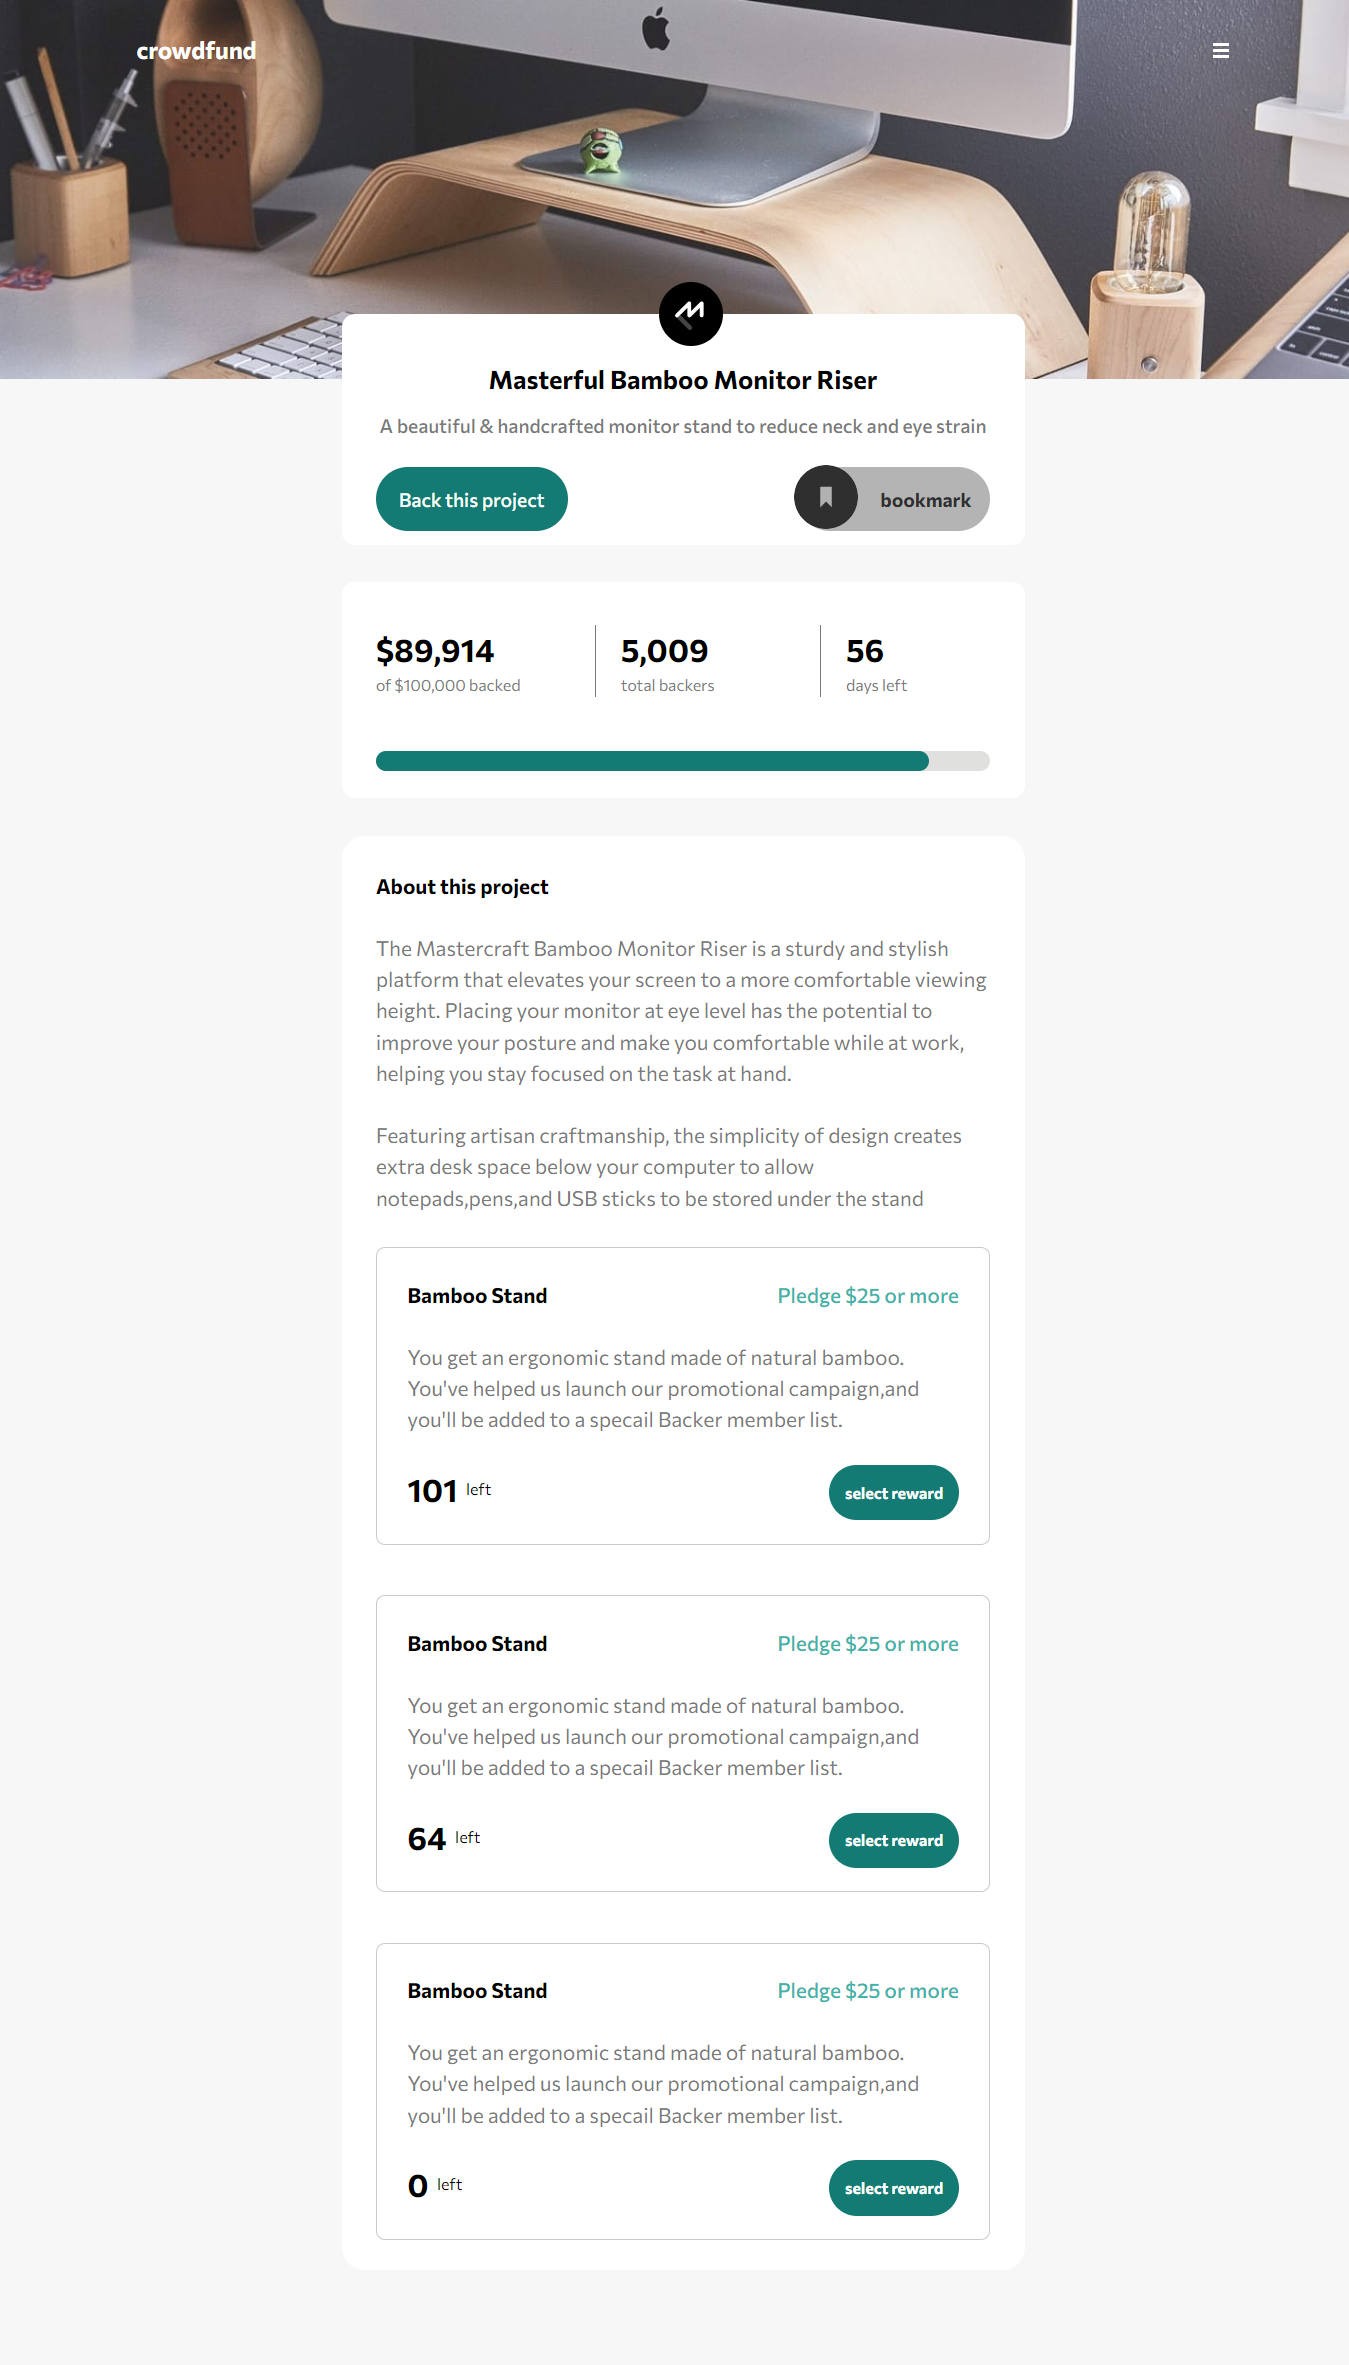 crowdfund
Masterful Bamboo Monitor Riser
A beautiful & handcrafted monitor stand to reduce neck and eye strain
Back this project
bookmark
$89,914
of $100,000 backed
5,009
total backers
56
days left
About this project
The Mastercraft Bamboo Monitor Riser is a sturdy and stylish
platform that elevates your screen to a more comfortable viewing
height. Placing your monitor at eye level has the potential to
improve your posture and make you comfortable while at work,
helping you stay focused on the task at hand.
Featuring artisan craftmanship, the simplicity of design creates
extra desk space below your computer to allow
notepads,pens,and USB sticks to be stored under the stand
Bamboo Stand
Pledge $25 or more
You get an ergonomic stand made of natural bamboo.
You've helped us launch our promotional campaign,and
you'll be added to a specail Backer member list.
101 left
select reward
Bamboo Stand
Pledge $25 or more
You get an ergonomic stand made of natural bamboo.
You've helped us launch our promotional campaign,and
you'll be added to a specail Backer member list.
64 left
select reward
Bamboo Stand
Pledge $25 or more
You get an ergonomic stand made of natural bamboo.
You've helped us launch our promotional campaign,and
you'll be added to a specail Backer member list.
0 left
select reward